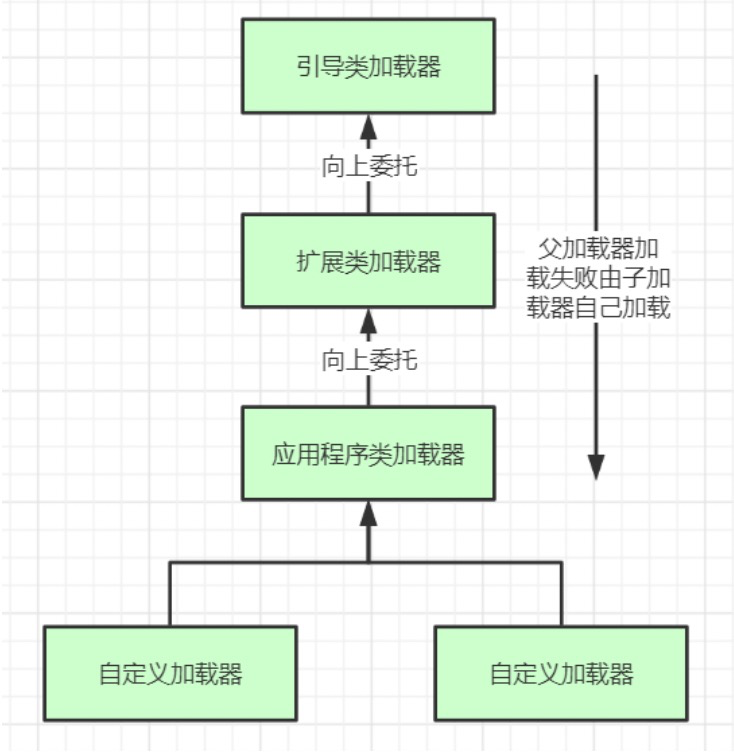 引导类加载器
向上委托
扩展类加载器
父加载器加
载失败由子加
载器自己加载
向上委托
应用程序类加载器
自定义加载器
自定义加载器